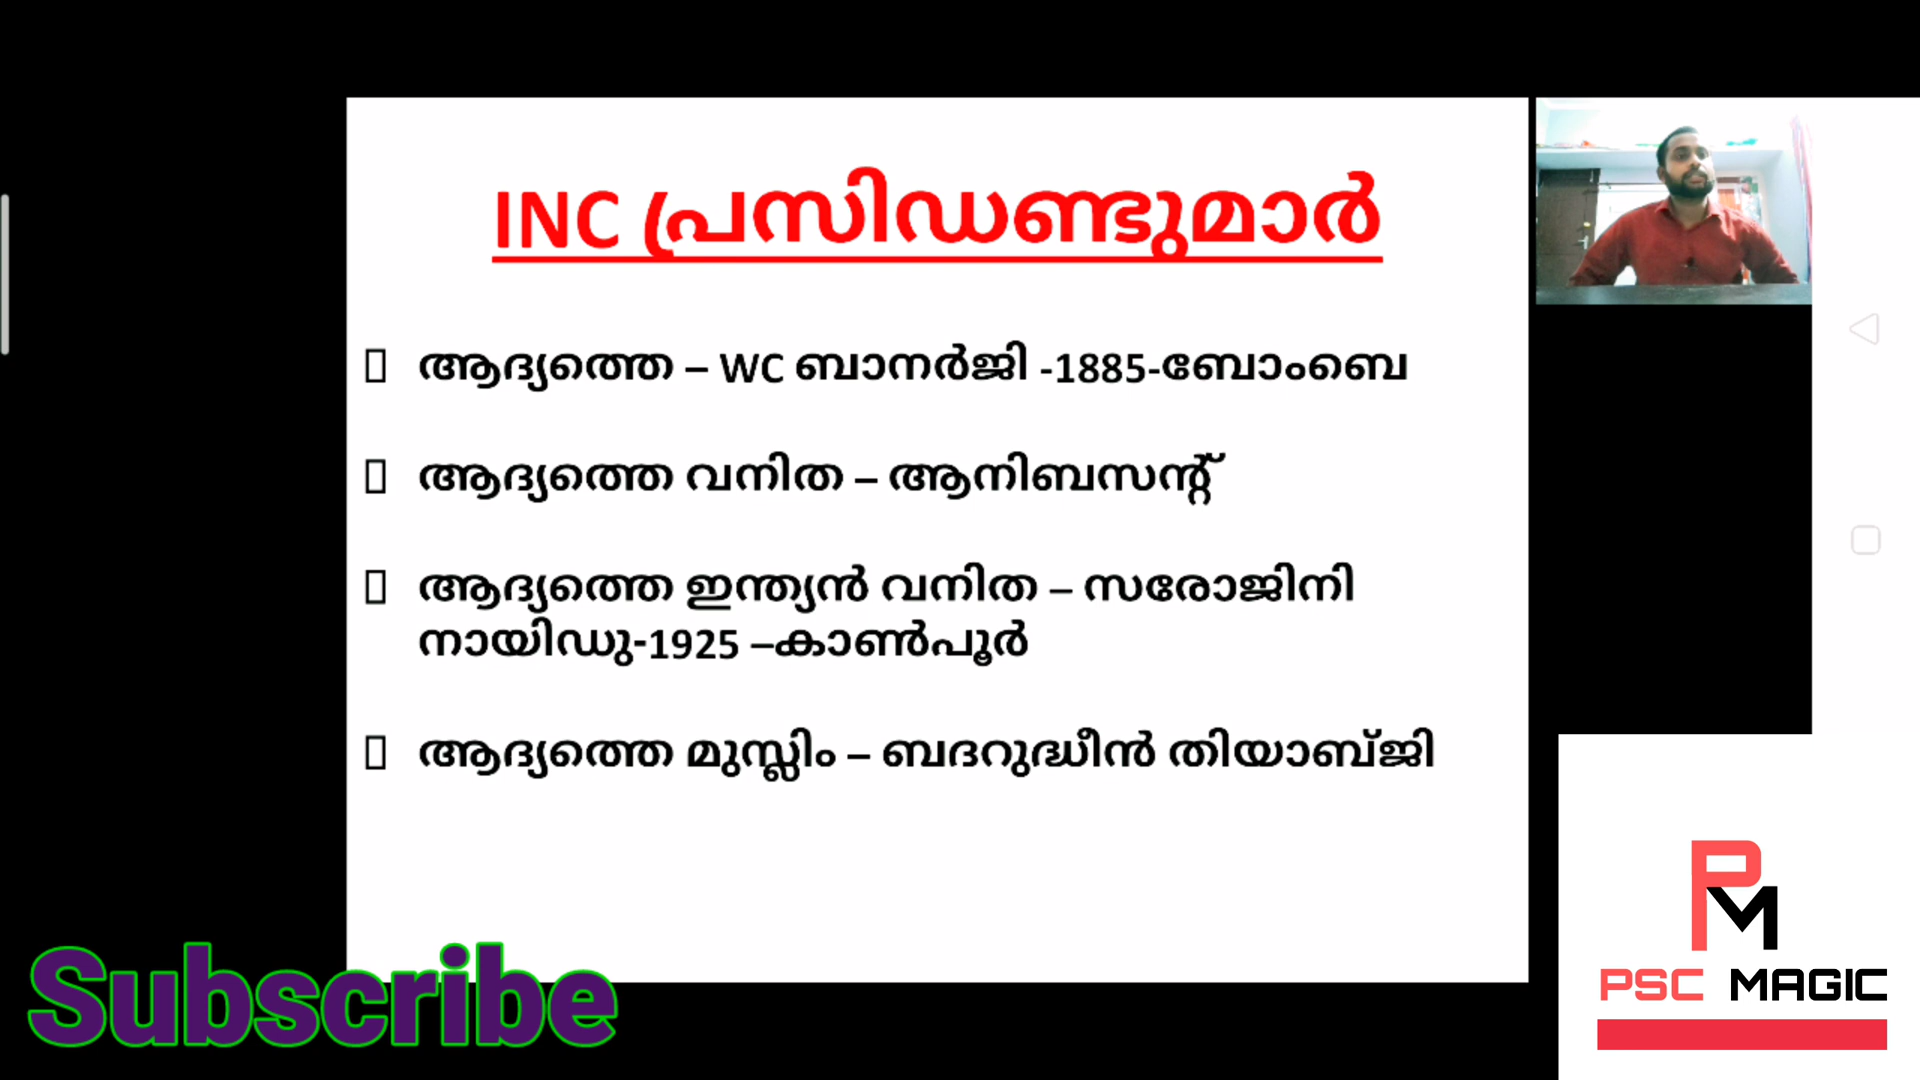 INC പ്രസിഡണ്ടുമാർ
ആദ്യത്തെ – WC ബാനർജി -1885-ബോംബെ
ആദ്യത്തെ വനിത – ആനിബസന്റ്
ആദ്യത്തെ ഇന്ത്യൻ വനിത – സരോജിനി
നായിഡു-1925 –കാൺപൂർ
ആദ്യത്തെ മുസ്ലിം – ബദറുദ്ധീൻ തിയാബ്ജി
Subscribe
PM
PSC MAGIC